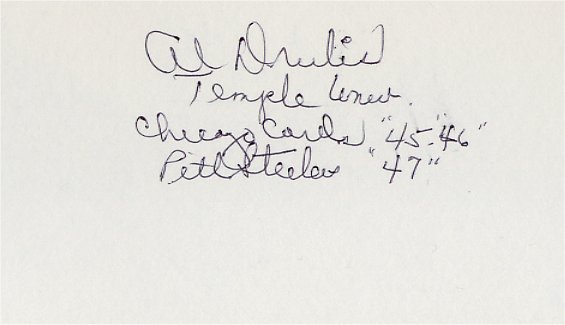 Al Drulis
Temple Univ.
Chicago Cards "45-46"
Pitt Steelers "47"